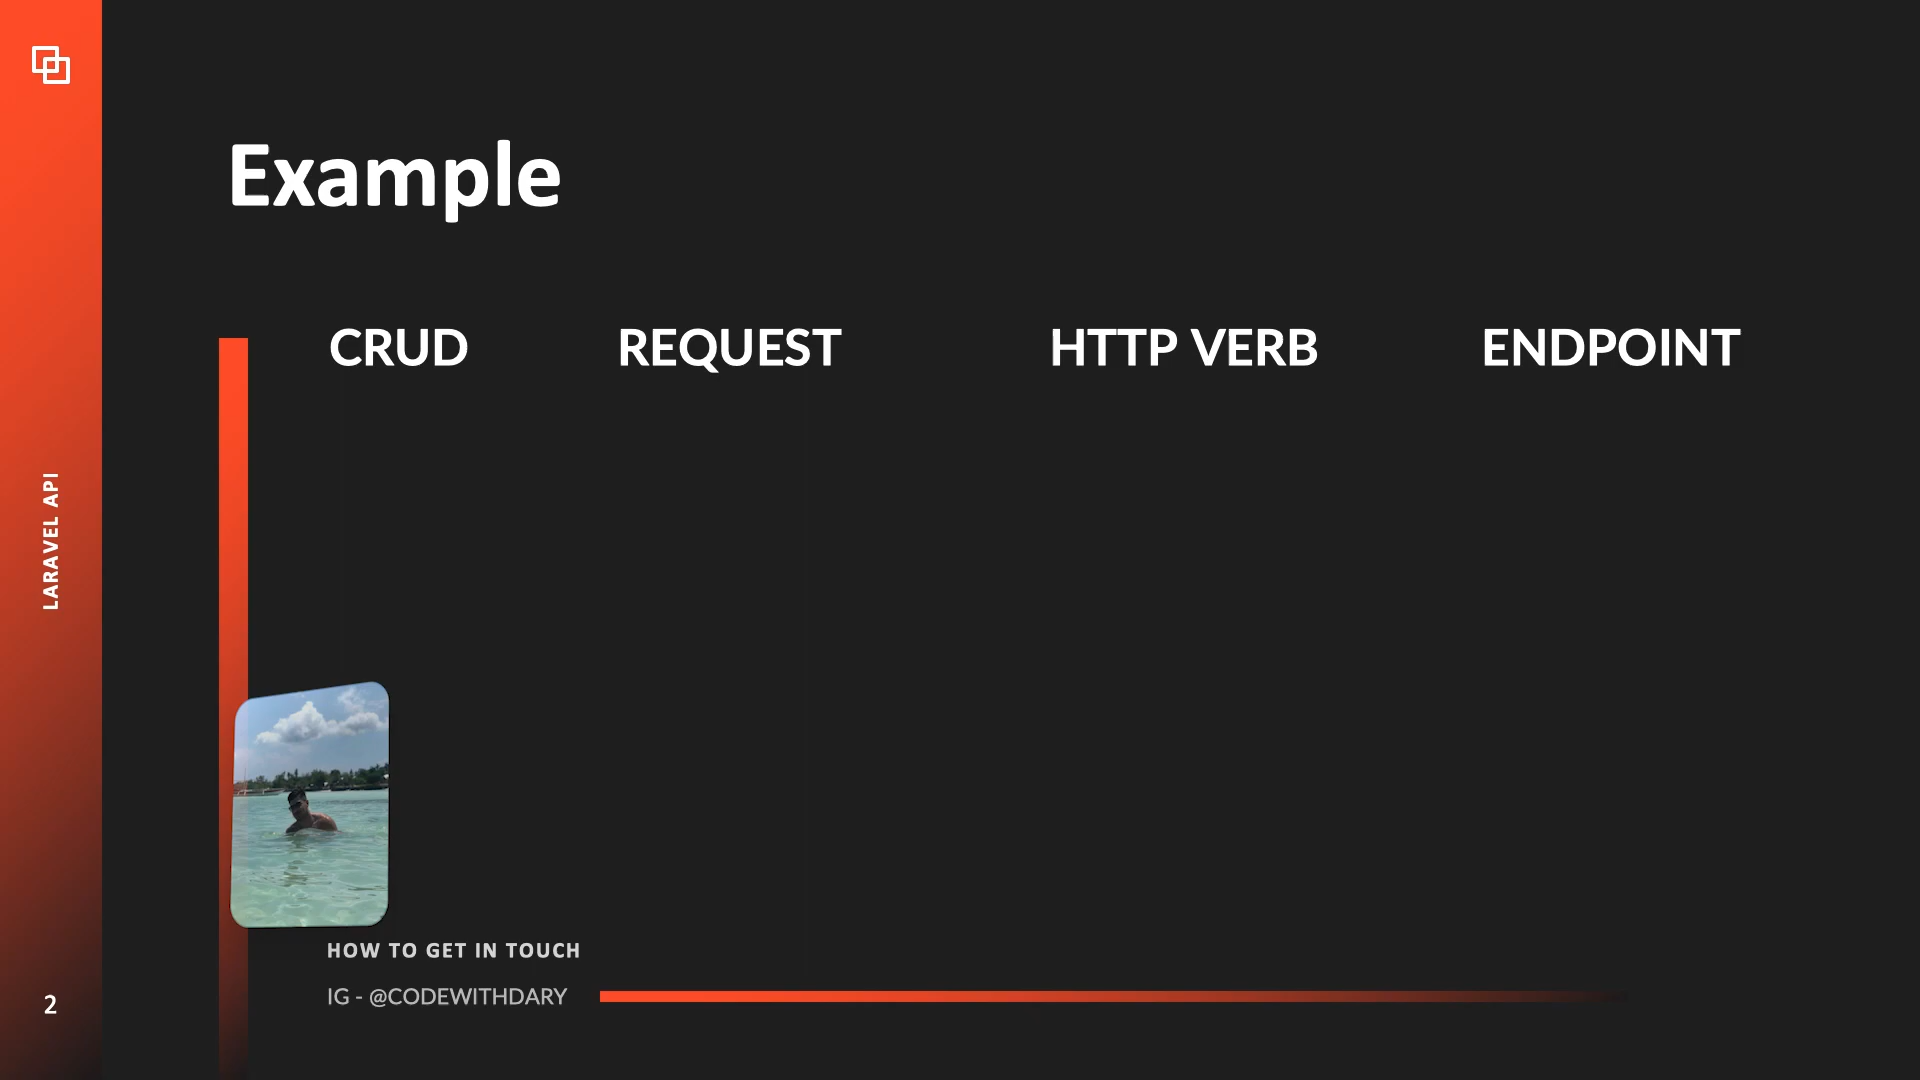 Example
CRUD REQUEST HTTP VERB ENDPOINT
LARAVEL API
HOW TO GET IN TOUCH
IG - @CODEWITHDARY
2